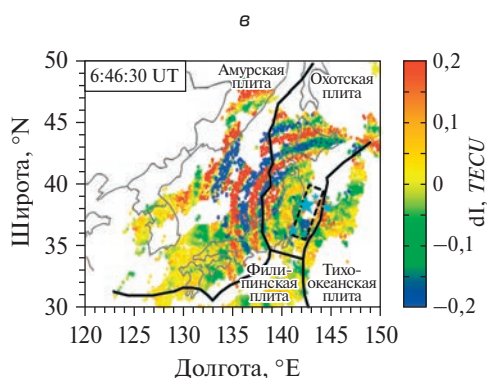 в
6:46:30 UT
Амурская
плита
Охотская
плита
Фили-
пинская
плита
Тихо-
океанская
плита
50
45
40
35
30
Широта, °N
120 125 130 135 140 145 150
Долгота, °E
0,2
0,1
0
–0,1
–0,2
dI, TECU